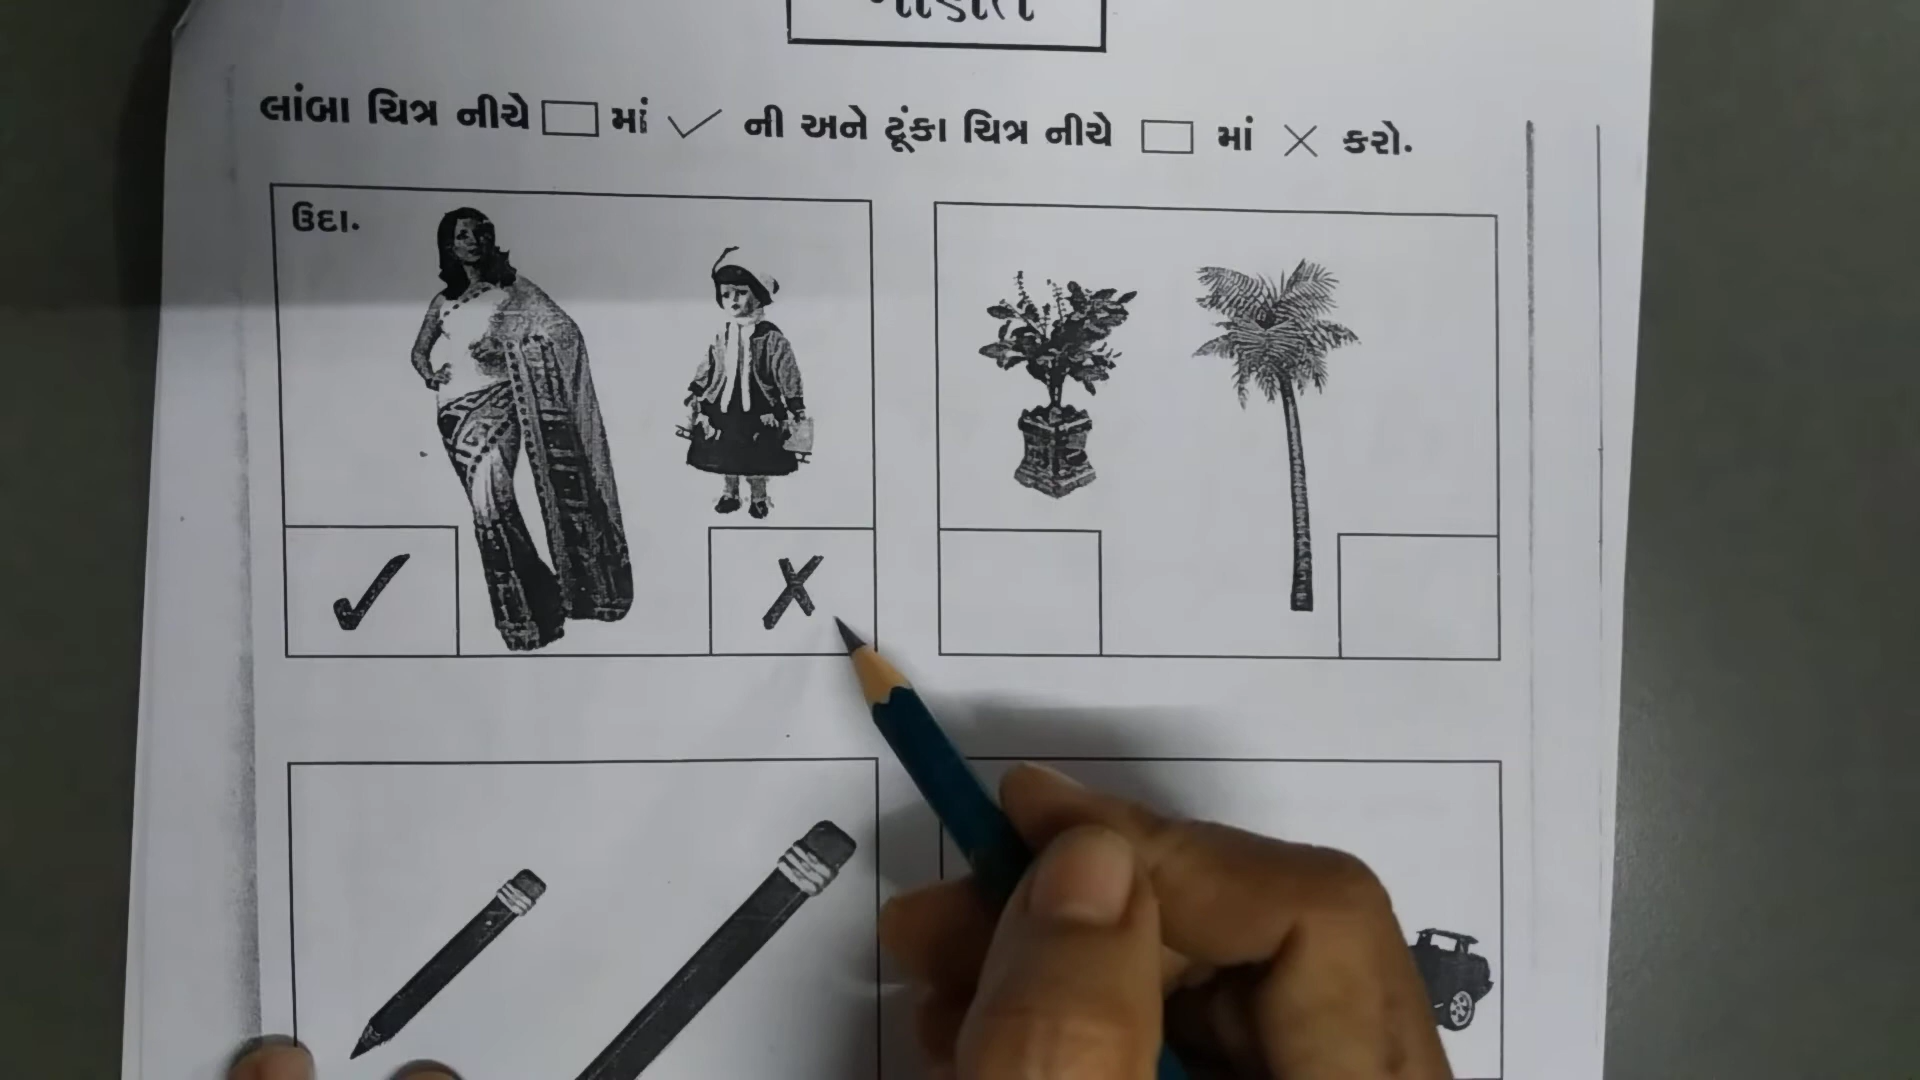 લાંબા ચિત્ર નીચે □ માં ✓ ની અને ટૂંકા ચિત્ર નીચે □ માં × કરો.
ઉદા.
✓ X